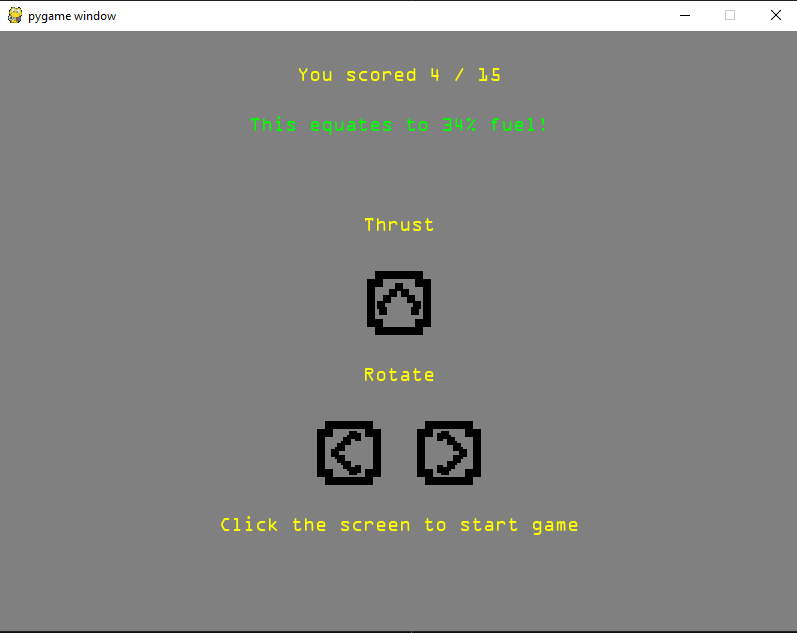 pygame window
You scored 4 / 15
This equates to 34% fuel!
Thrust
Rotate
Click the screen to start game